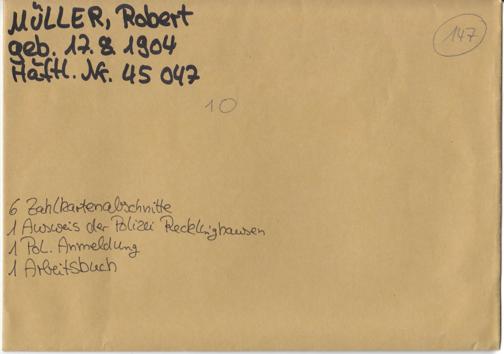 MÜLLER, Robert
geb. 17.8.1904
Häftl. Nr. 45 047
147
10
6 Zahlkartenabschnitte
1 Ausweis der Polizei Recklinghausen
1 Pol. Anmeldung
1 Arbeitsbuch